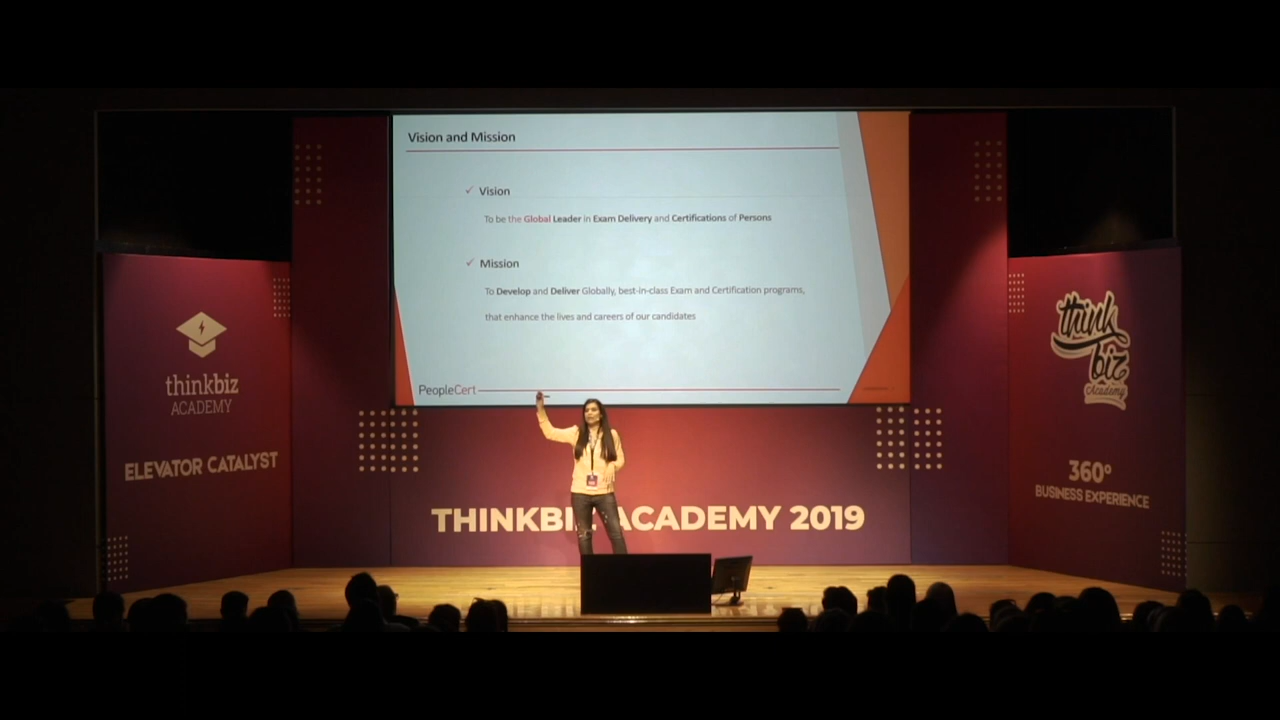 Vision and Mission
✓ Vision
To be the Global Leader in Exam Delivery and Certifications of Persons
✓ Mission
To Develop and Deliver Globally, best-in-class Exam and Certification programs,
that enhance the lives and careers of our candidates
PeopleCert
thinkbiz
ACADEMY
ELEVATOR CATALYST
THINKBIZ ACADEMY 2019
think
biz
Academy
360°
BUSINESS EXPERIENCE